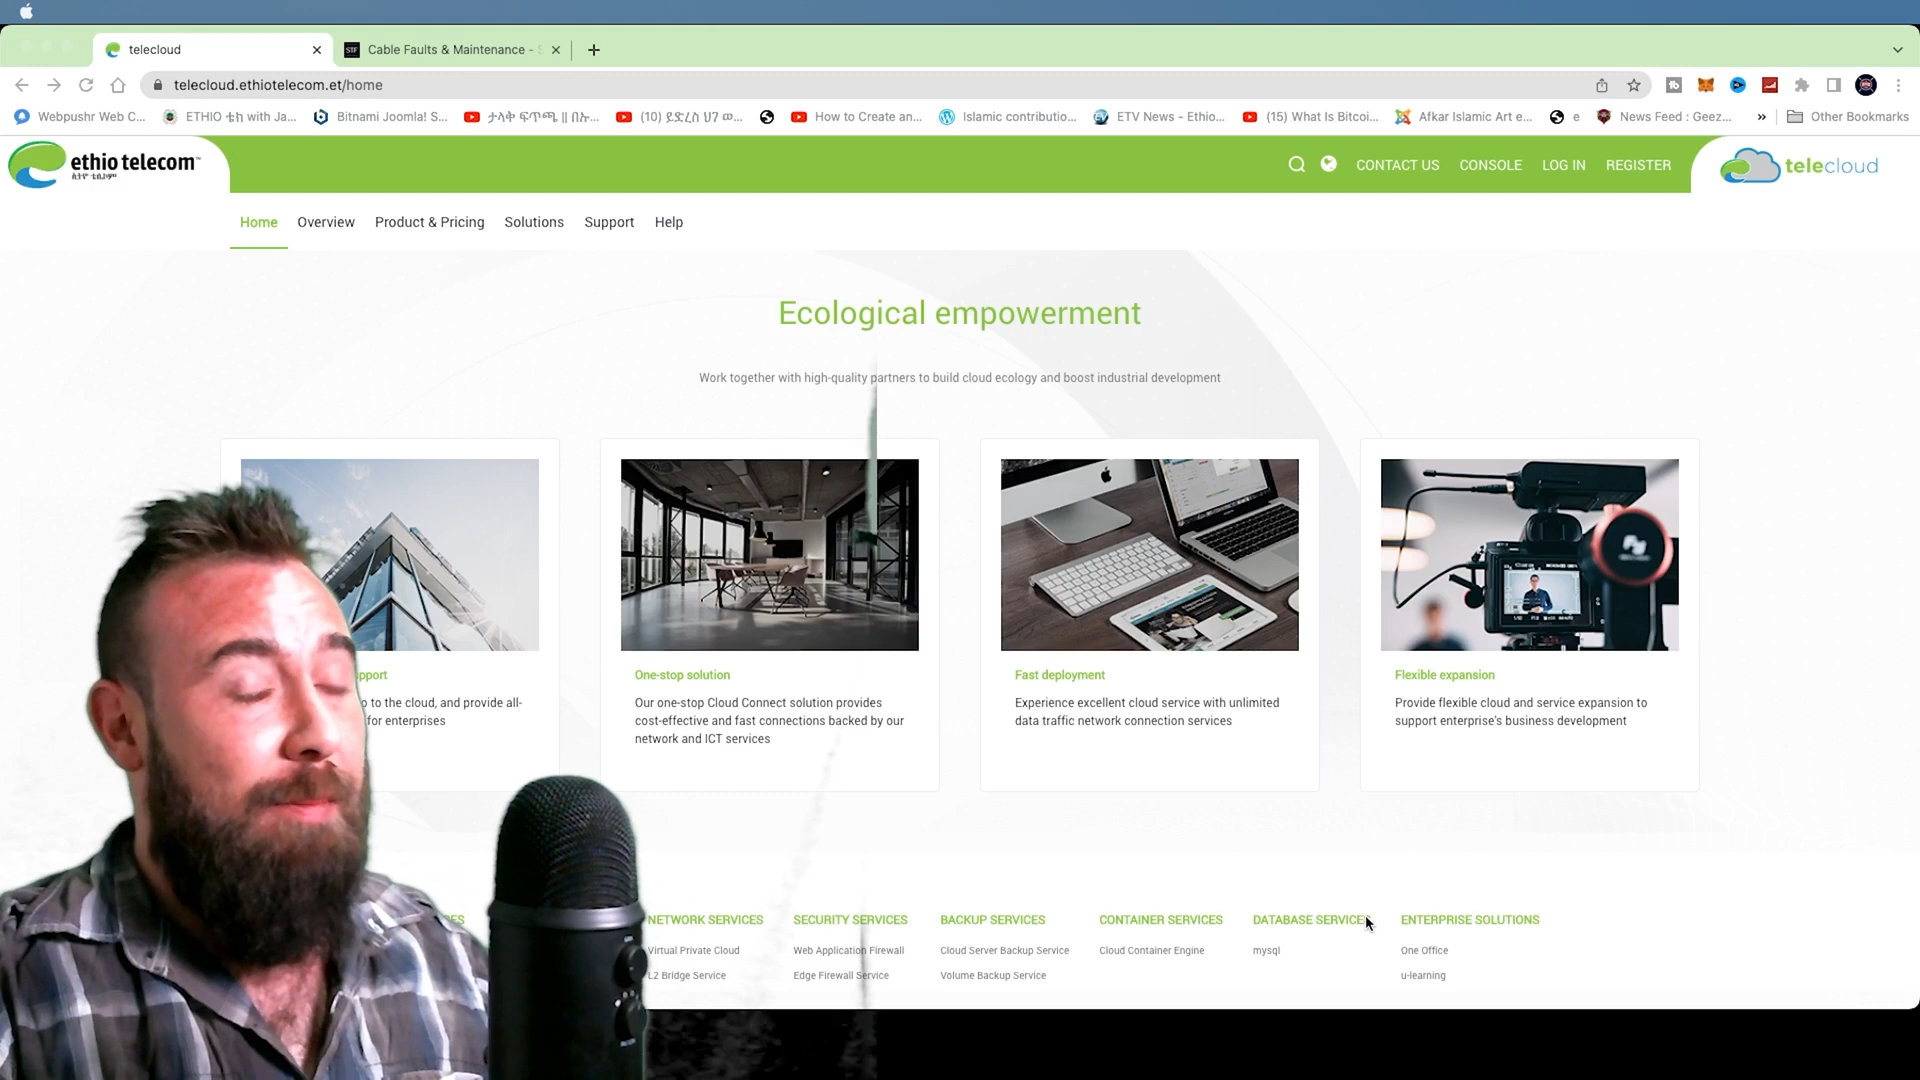 telecloud
STF
Cable Faults & Maintenance -
telecloud.ethiotelecom.et/home
Webpushr Web C...
ETHIO ቴክ with Ja...
Bitnami Joomla! S...
ታላቅ ፍጥጫ || በኡ...
(10) ይድረስ ህፃ ወ...
How to Create an...
Islamic contributio...
ETV News - Ethio...
(15) What Is Bitcoi...
Afkar Islamic Art e...
e
News Feed : Geez...
Other Bookmarks
ethio telecom™
ኢትዮ ቴሌኮም
CONTACT US
CONSOLE
LOG IN
REGISTER
telecloud
Home
Overview
Product & Pricing
Solutions
Support
Help
Ecological empowerment
Work together with high-quality partners to build cloud ecology and boost industrial development
pport
to the cloud, and provide all-
for enterprises
One-stop solution
Our one-stop Cloud Connect solution provides
cost-effective and fast connections backed by our
network and ICT services
Fast deployment
Experience excellent cloud service with unlimited
data traffic network connection services
Flexible expansion
Provide flexible cloud and service expansion to
support enterprise's business development
ES
NETWORK SERVICES
Virtual Private Cloud
L2 Bridge Service
SECURITY SERVICES
Web Application Firewall
Edge Firewall Service
BACKUP SERVICES
Cloud Server Backup Service
Volume Backup Service
CONTAINER SERVICES
Cloud Container Engine
DATABASE SERVICES
mysql
ENTERPRISE SOLUTIONS
One Office
u-learning